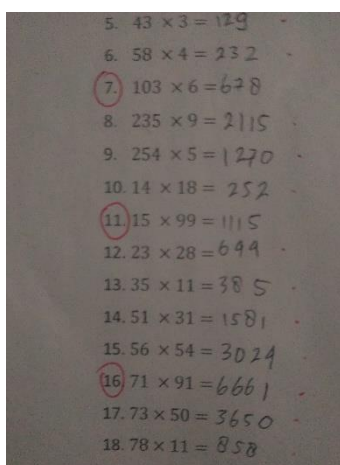 5. 43 × 3 = 129
6. 58 × 4 = 232
7. 103 × 6 = 678
8. 235 × 9 = 2115
9. 254 × 5 = 1270
10. 14 × 18 = 252
11. 15 × 99 = 1115
12. 23 × 28 = 644
13. 35 × 11 = 385
14. 51 × 31 = 1581
15. 56 × 54 = 3024
16. 71 × 91 = 6661
17. 73 × 50 = 3650
18. 78 × 11 = 858